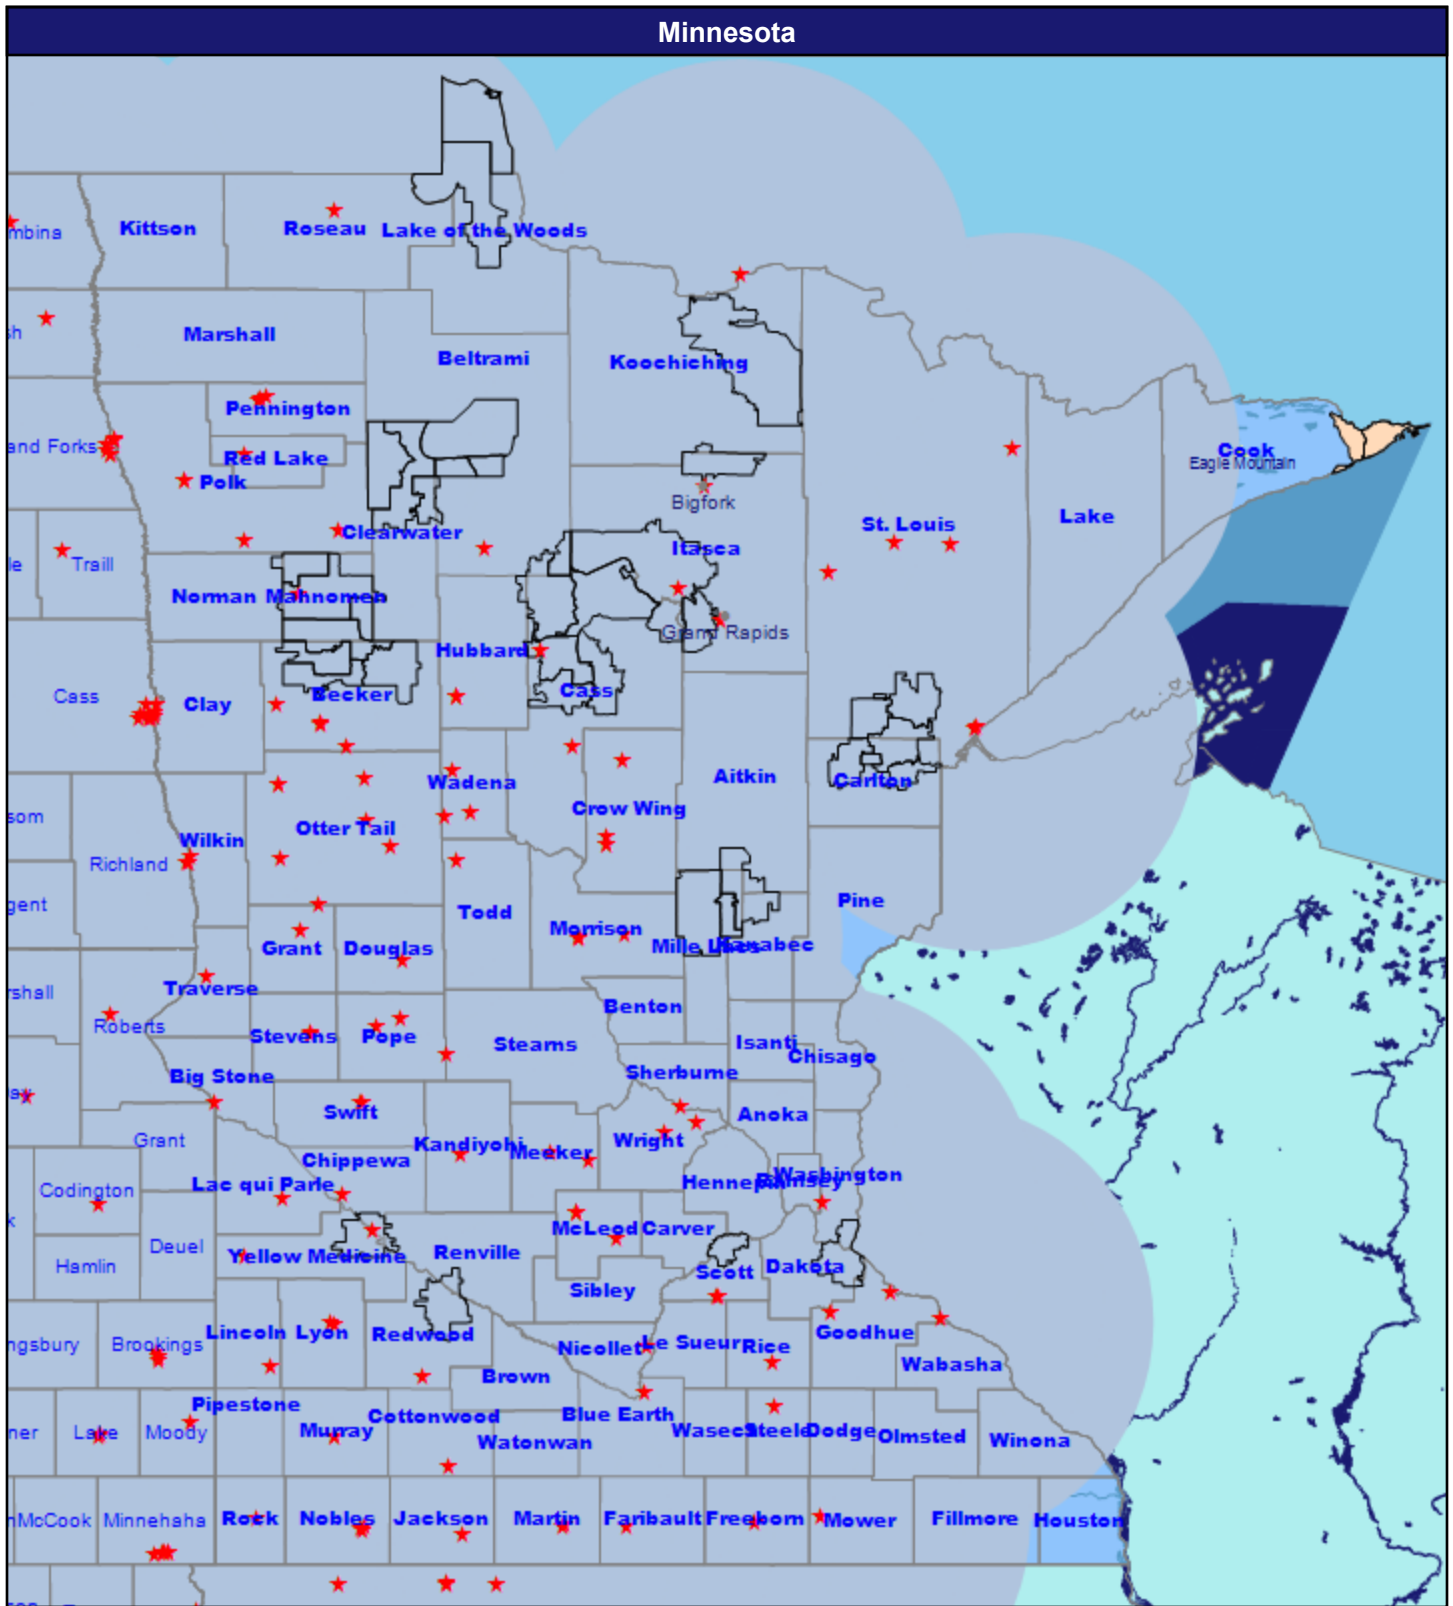 Minnesota
mbina
Kittson
Roseau
Lake of the Woods
sh
Marshall
Beltrami
Koochiching
Pennington
and Forks
Red Lake
Polk
Cook
Eagle Mountain
Bigfork
Lake
St. Louis
Clearwater
Itasca
le
Traill
Norman
Mahnomen
Grand Rapids
Hubbard
Cass
Clay
Becker
Cass
Aitkin
Carlton
Wadena
Crow Wing
som
Otter Tail
Wilkin
Richland
gent
Todd
Pine
Morrison
Mille Lacs
Kanabec
Grant
Douglas
rshall
Traverse
Roberts
Benton
Stevens
Pope
Stearns
Isanti
Chisago
Big Stone
Sherburne
Swift
Anoka
Grant
Kandiyohi
Meeker
Wright
Chippewa
Washington
Hennepin
Ramsey
Codington
Lac qui Parle
McLeod
Carver
Deuel
Yellow Medicine
Renville
Hamlin
Scott
Dakota
Sibley
ngsbury
Brookings
Lincoln
Lyon
Redwood
Nicollet
Le Sueur
Rice
Goodhue
Wabasha
Brown
Pipestone
Cottonwood
Blue Earth
ner
Lake
Moody
Murray
Watonwan
Waseca
Steele
Dodge
Olmsted
Winona
McCook
Minnehaha
Rock
Nobles
Jackson
Martin
Faribault
Freeborn
Mower
Fillmore
Houston